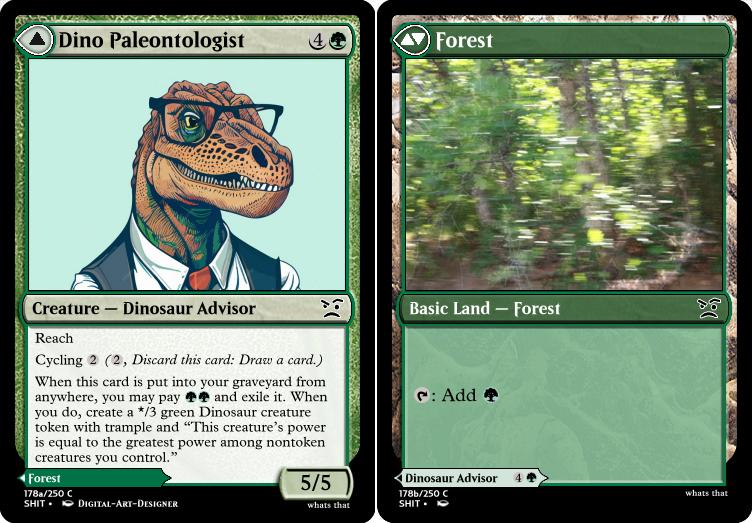 Dino Paleontologist 4
Creature — Dinosaur Advisor
Reach
Cycling 2 (2, Discard this card: Draw a card.)
When this card is put into your graveyard from
anywhere, you may pay and exile it. When
you do, create a */3 green Dinosaur creature
token with trample and “This creature's power
is equal to the greatest power among nontoken
creatures you control.”
Forest
5/5
178a/250 C
SHIT • Digital-Art-Designer
whats that
Forest
Basic Land — Forest
: Add
Dinosaur Advisor 4
178b/250 C
SHIT •
whats that